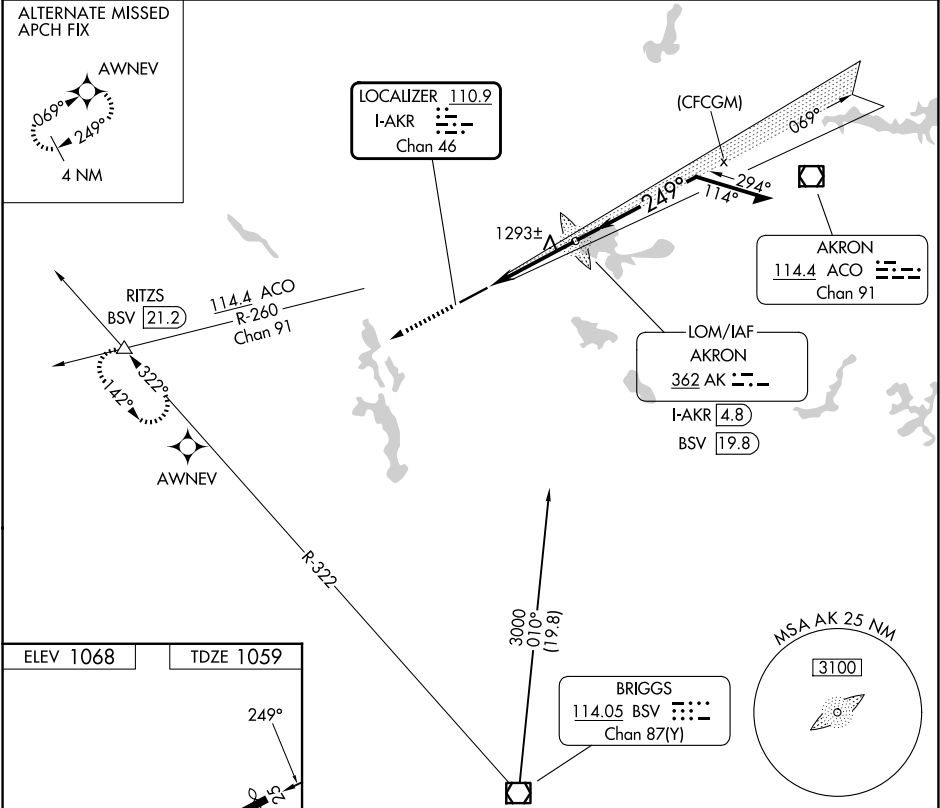 ALTERNATE MISSED
APCH FIX
AWNEV
069°
249°
4 NM
LOCALIZER 110.9
I-AKR
Chan 46
(CFCGM)
069°
249°
294°
114°
1293±
AKRON
114.4 ACO
Chan 91
RITZS
BSV 21.2
114.4 ACO
R-260
Chan 91
LOM/IAF
AKRON
362 AK
I-AKR 4.8
BSV 19.8
322°
142°
AWNEV
R-322
3000
010°
(19.8)
MSA AK 25 NM
3100
ELEV 1068
TDZE 1059
249°
25
BRIGGS
114.05 BSV
Chan 87(Y)